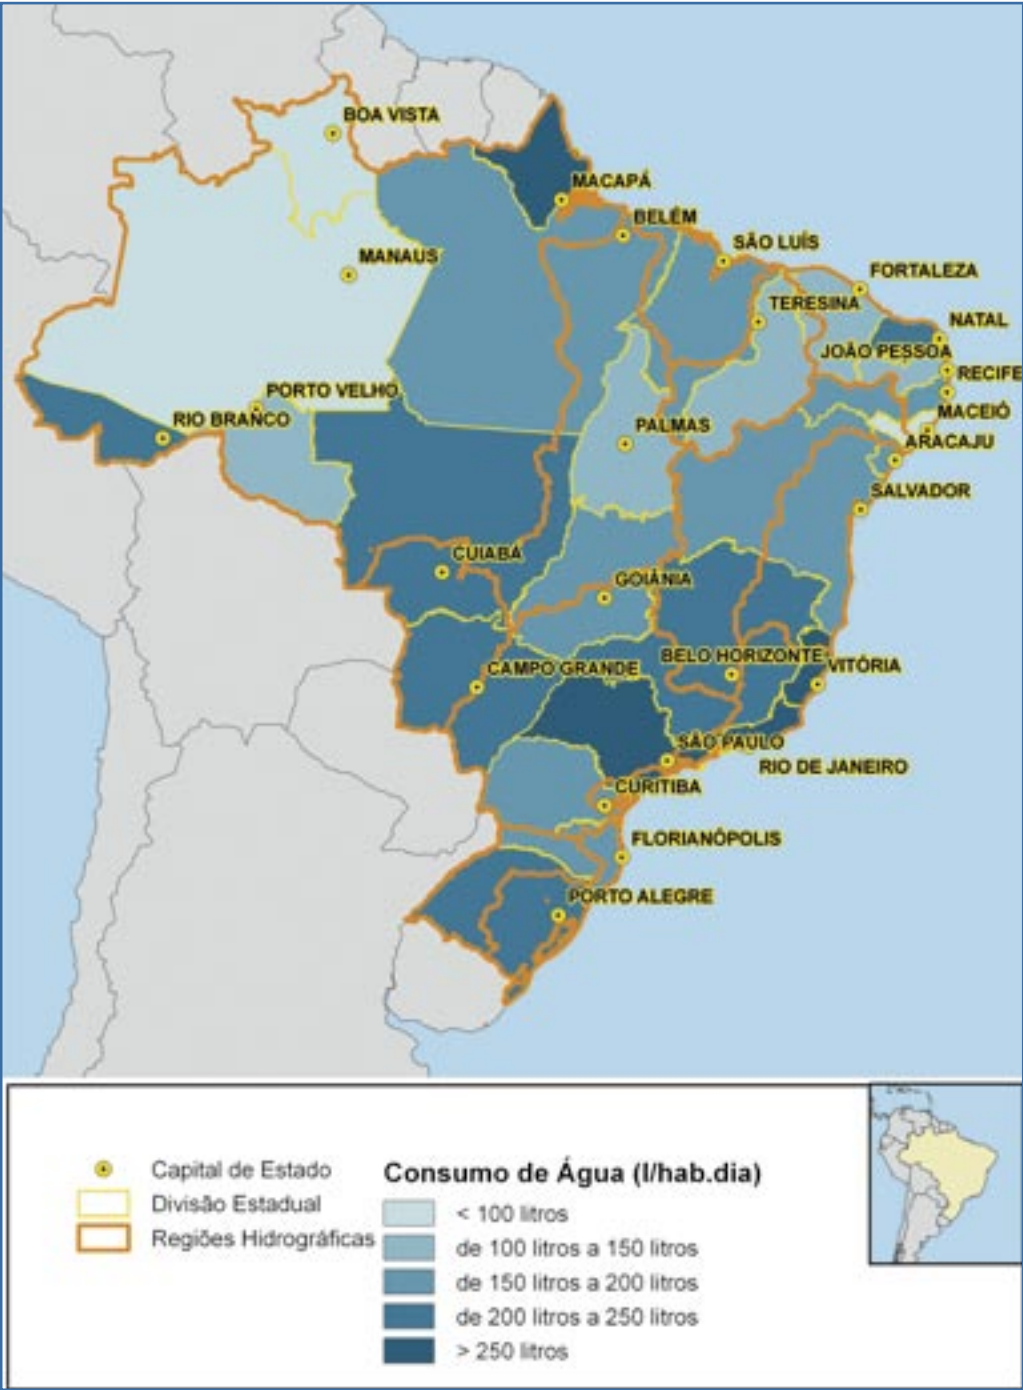 BOA VISTA
MACAPÁ
BELÉM
SÃO LUÍS
MANAUS
FORTALEZA
TERESINA
NATAL
JOÃO PESSOA
RECIFE
PORTO VELHO
MACEIÓ
RIO BRANCO
PALMAS
ARACAJU
SALVADOR
CUIABÁ
GOIÂNIA
BELO HORIZONTE
VITÓRIA
CAMPO GRANDE
SÃO PAULO
RIO DE JANEIRO
CURITIBA
FLORIANÓPOLIS
PORTO ALEGRE
Capital de Estado
Divisão Estadual
Regiões Hidrográficas
Consumo de Água (l/hab.dia)
< 100 litros
de 100 litros a 150 litros
de 150 litros a 200 litros
de 200 litros a 250 litros
> 250 litros